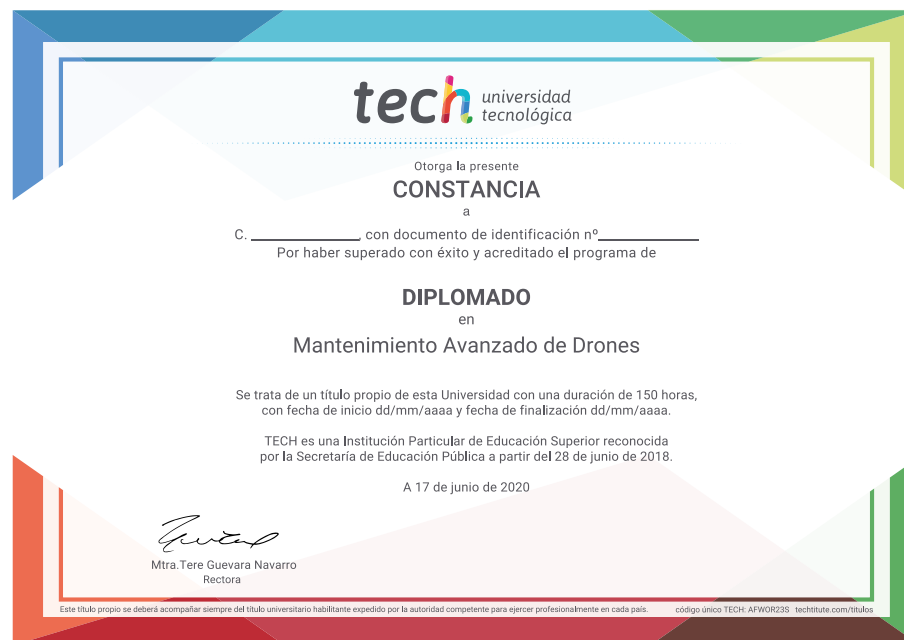 tech universidad
tecnológica
Otorga la presente
CONSTANCIA
a
C. ______________, con documento de identificación nº______________
Por haber superado con éxito y acreditado el programa de
DIPLOMADO
en
Mantenimiento Avanzado de Drones
Se trata de un título propio de esta Universidad con una duración de 150 horas,
con fecha de inicio dd/mm/aaaa y fecha de finalización dd/mm/aaaa.
TECH es una Institución Particular de Educación Superior reconocida
por la Secretaría de Educación Pública a partir del 28 de junio de 2018.
A 17 de junio de 2020
Mtra.Tere Guevara Navarro
Rectora
Este título propio se deberá acompañar siempre del título universitario habilitante expedido por la autoridad competente para ejercer profesionalmente en cada país. código único TECH: AFWOR23S techtitute.com/titulos